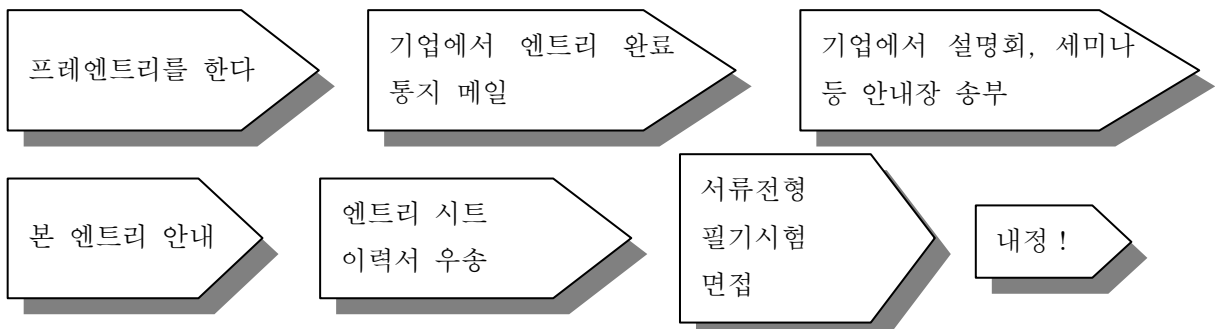 프레엔트리를 한다
기업에서 엔트리 완료
통지 메일
기업에서 설명회, 세미나
등 안내장 송부
본 엔트리 안내
엔트리 시트
이력서 우송
서류전형
필기시험
면접
내정 !